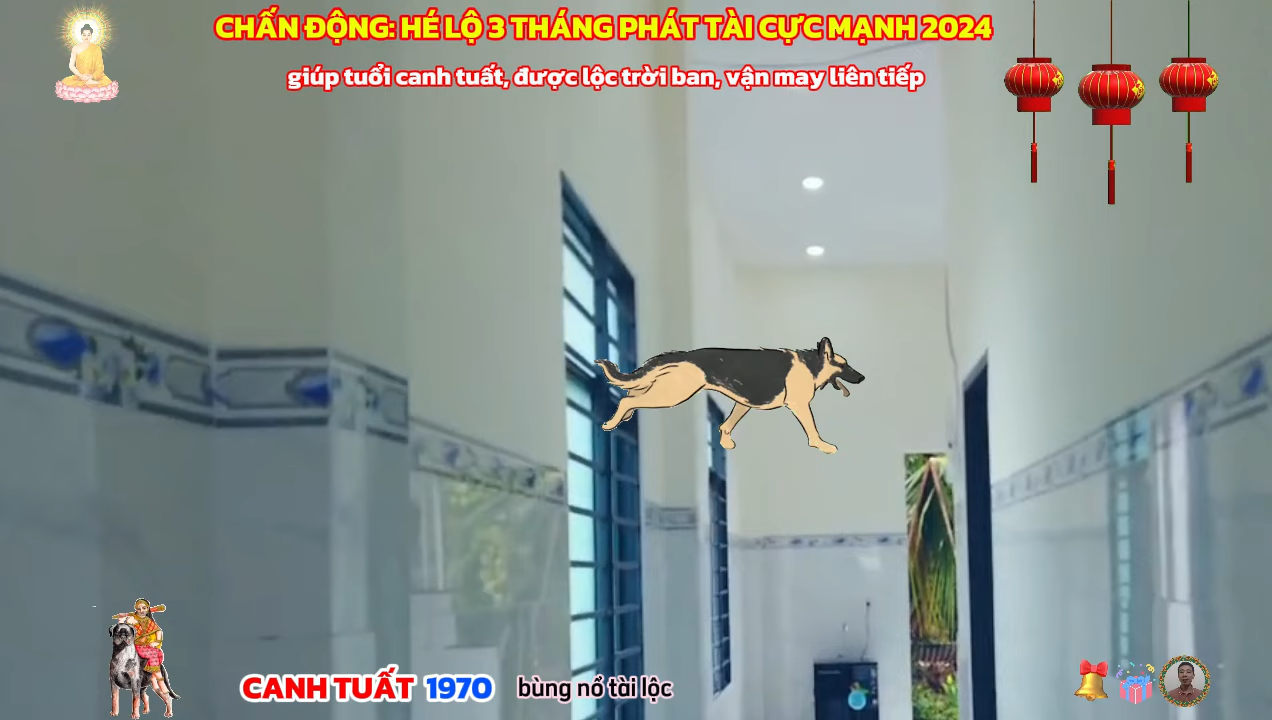 CHẤN ĐỘNG: HÉ LỘ 3 THÁNG PHÁT TÀI CỰC MẠNH 2024
giúp tuổi canh tuất, được lộc trời ban, vận may liên tiếp
CANH TUẤT 1970 bùng nổ tài lộc